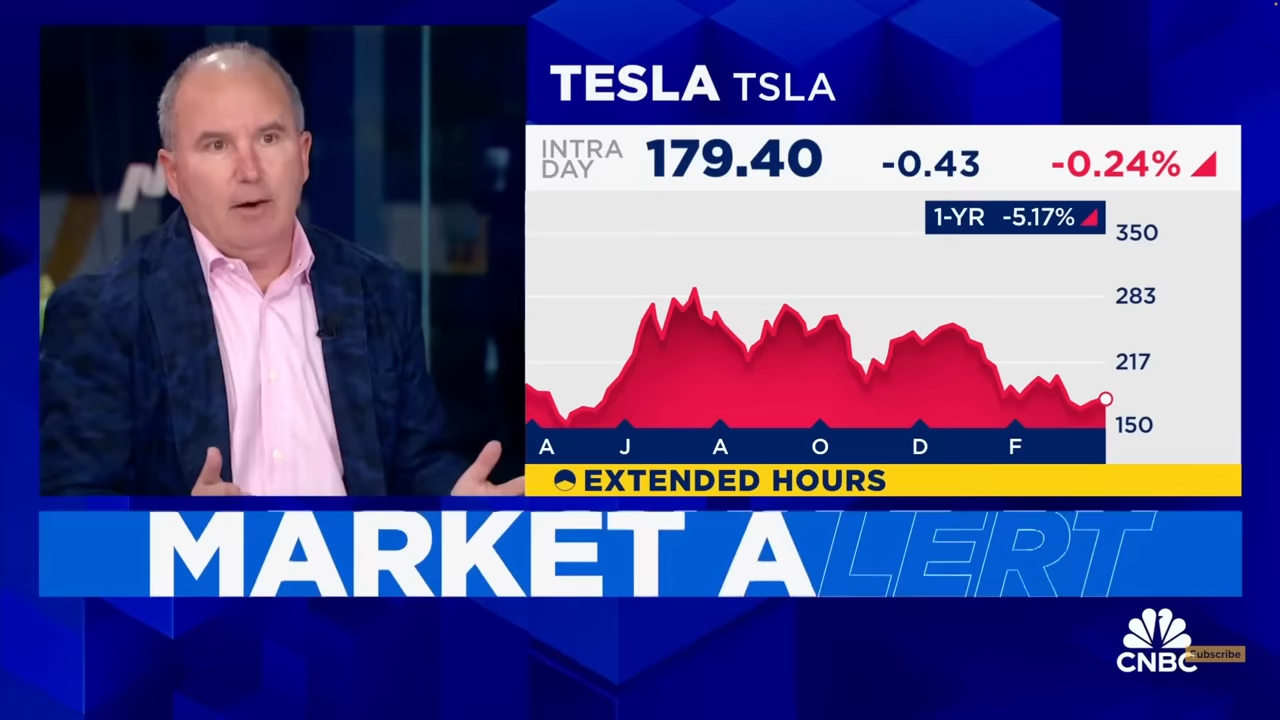 TESLA TSLA
INTRA
DAY
179.40 -0.43 -0.24%
1-YR -5.17%
350
283
217
150
A J A O D F
EXTENDED HOURS
MARKET ALERT
CNBC
Subscribe